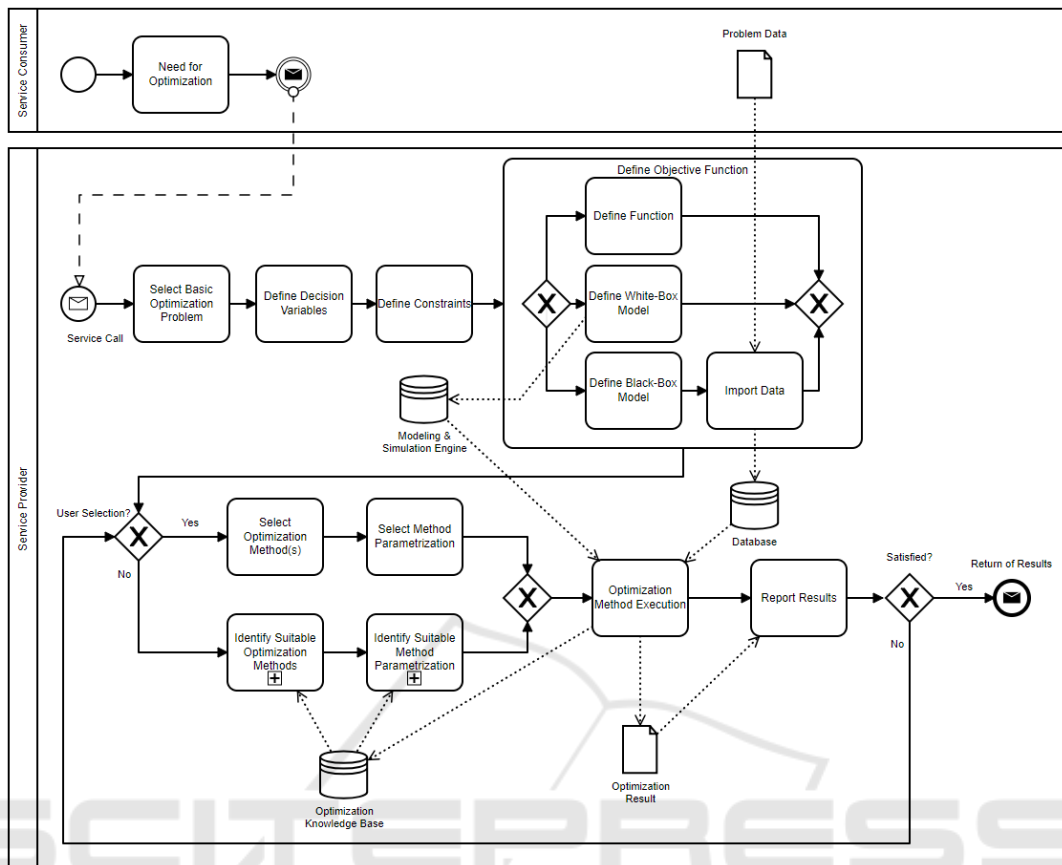 Service Consumer
Need for
Optimization
Problem Data
Service Provider
Define Objective Function
Define Function
Service Call
Select Basic
Optimization
Problem
Define Decision
Variables
Define Constraints
Define White-Box
Model
Define Black-Box
Model
Import Data
Modeling &
Simulation Engine
Database
User Selection?
Yes
No
Select
Optimization
Method(s)
Select Method
Parametrization
Identify Suitable
Optimization
Methods
Identify Suitable
Method
Parametrization
Optimization
Method Execution
Report Results
Satisfied?
Yes
No
Return of Results
Optimization
Knowledge Base
Optimization
Result
SCITEPRESS